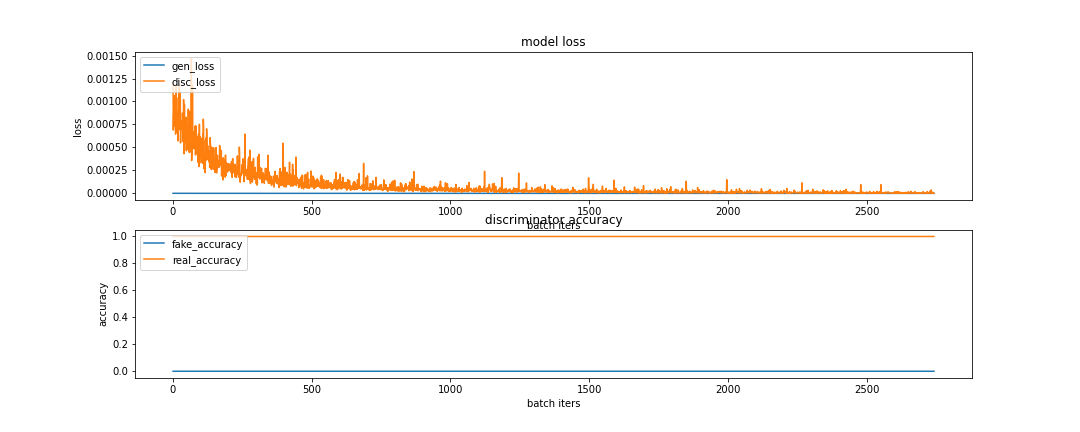 model loss
gen_loss
disc_loss
loss
0.00150
0.00125
0.00100
0.00075
0.00050
0.00025
0.00000
0 500 1000 1500 2000 2500
batch iters
discriminator accuracy
fake_accuracy
real_accuracy
accuracy
1.0
0.8
0.6
0.4
0.2
0.0
0 500 1000 1500 2000 2500
batch iters